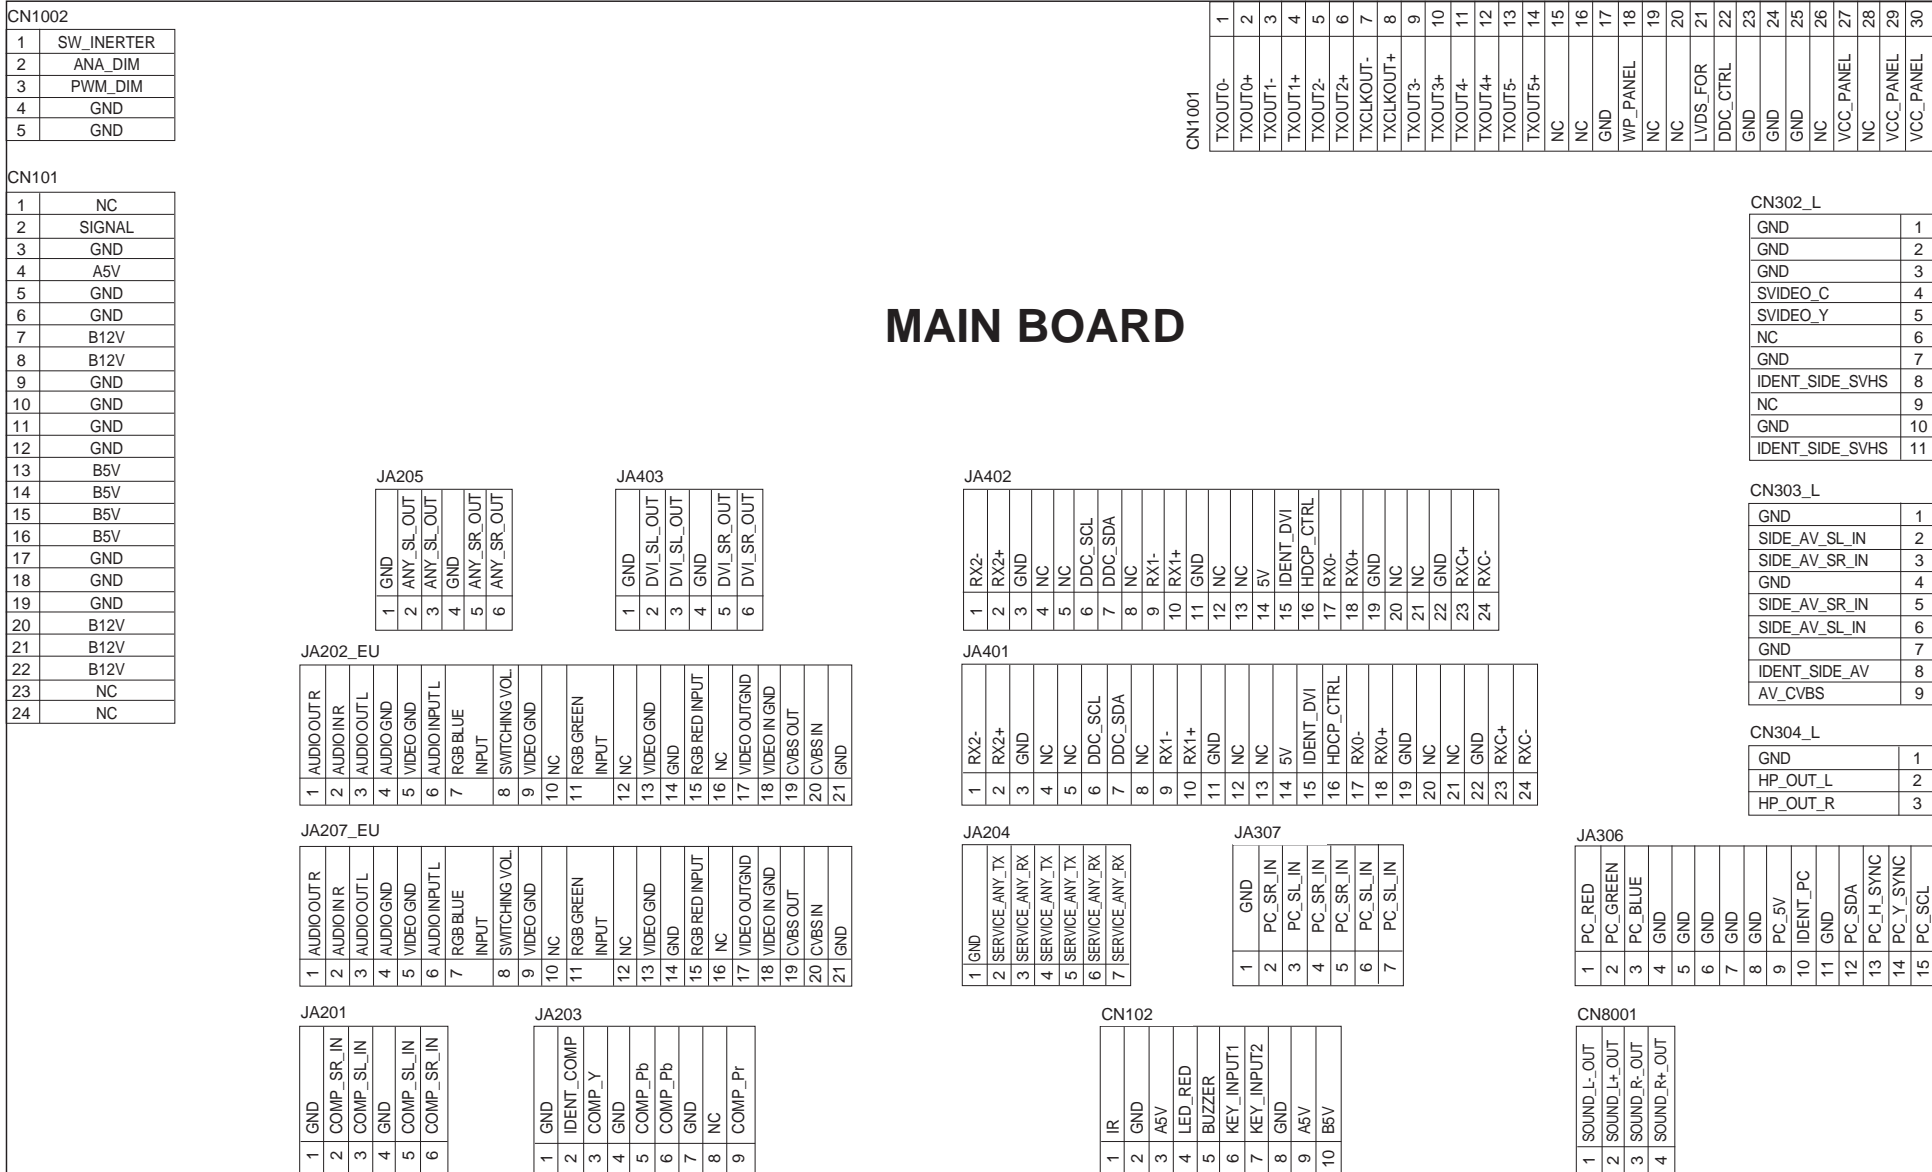 CN1002
1 SW_INERTER
2 ANA_DIM
3 PWM_DIM
4 GND
5 GND
CN1001
1 TXOUT0-
2 TXOUT0+
3 TXOUT1-
4 TXOUT1+
5 TXOUT2-
6 TXOUT2+
7 TXCLKOUT-
8 TXCLKOUT+
9 TXOUT3-
10 TXOUT3+
11 TXOUT4-
12 TXOUT4+
13 TXOUT5-
14 TXOUT5+
15 NC
16 NC
17 GND
18 WP_PANEL
19 NC
20 NC
21 LVDS_FOR
22 DDC_CTRL
23 GND
24 GND
25 GND
26 NC
27 VCC_PANEL
28 NC
29 VCC_PANEL
30 VCC_PANEL
CN101
1 NC
2 SIGNAL
3 GND
4 A5V
5 GND
6 GND
7 B12V
8 B12V
9 GND
10 GND
11 GND
12 GND
13 B5V
14 B5V
15 B5V
16 B5V
17 GND
18 GND
19 GND
20 B12V
21 B12V
22 B12V
23 NC
24 NC
MAIN BOARD
CN302_L
GND 1
GND 2
GND 3
SVIDEO_C 4
SVIDEO_Y 5
NC 6
GND 7
IDENT_SIDE_SVHS 8
NC 9
GND 10
IDENT_SIDE_SVHS 11
JA205
1 GND
2 ANY_SL_OUT
3 ANY_SL_OUT
4 GND
5 ANY_SR_OUT
6 ANY_SR_OUT
JA403
1 GND
2 DVI_SL_OUT
3 DVI_SL_OUT
4 GND
5 DVI_SR_OUT
6 DVI_SR_OUT
JA402
1 RX2-
2 RX2+
3 GND
4 NC
5 NC
6 DDC_SCL
7 DDC_SDA
8 NC
9 RX1-
10 RX1+
11 GND
12 NC
13 NC
14 5V
15 IDENT_DVI
16 HDCP_CTRL
17 RX0-
18 RX0+
19 GND
20 NC
21 NC
22 GND
23 RXC+
24 RXC-
CN303_L
GND 1
SIDE_AV_SL_IN 2
SIDE_AV_SR_IN 3
GND 4
SIDE_AV_SR_IN 5
SIDE_AV_SL_IN 6
GND 7
IDENT_SIDE_AV 8
AV_CVBS 9
JA202_EU
1 AUDIO OUT R
2 AUDIO IN R
3 AUDIO OUT L
4 AUDIO GND
5 VIDEO GND
6 AUDIO INPUT L
7 RGB BLUE
INPUT
8 SWITCHING VOL.
9 VIDEO GND
10 NC
11 RGB GREEN
INPUT
12 NC
13 VIDEO GND
14 GND
15 RGB RED INPUT
16 NC
17 VIDEO OUTGND
18 VIDEO IN GND
19 CVBS OUT
20 CVBS IN
21 GND
JA401
1 RX2-
2 RX2+
3 GND
4 NC
5 NC
6 DDC_SCL
7 DDC_SDA
8 NC
9 RX1-
10 RX1+
11 GND
12 NC
13 NC
14 5V
15 IDENT_DVI
16 HDCP_CTRL
17 RX0-
18 RX0+
19 GND
20 NC
21 NC
22 GND
23 RXC+
24 RXC-
CN304_L
GND 1
HP_OUT_L 2
HP_OUT_R 3
JA207_EU
1 AUDIO OUT R
2 AUDIO IN R
3 AUDIO OUT L
4 AUDIO GND
5 VIDEO GND
6 AUDIO INPUT L
7 RGB BLUE
INPUT
8 SWITCHING VOL.
9 VIDEO GND
10 NC
11 RGB GREEN
INPUT
12 NC
13 VIDEO GND
14 GND
15 RGB RED INPUT
16 NC
17 VIDEO OUTGND
18 VIDEO IN GND
19 CVBS OUT
20 CVBS IN
21 GND
JA204
1 GND
2 SERVICE_ANY_TX
3 SERVICE_ANY_RX
4 SERVICE_ANY_TX
5 SERVICE_ANY_TX
6 SERVICE_ANY_RX
7 SERVICE_ANY_RX
JA307
1 GND
2 PC_SR_IN
3 PC_SL_IN
4 PC_SR_IN
5 PC_SR_IN
6 PC_SL_IN
7 PC_SL_IN
JA306
1 PC_RED
2 PC_GREEN
3 PC_BLUE
4 GND
5 GND
6 GND
7 GND
8 GND
9 PC_5V
10 IDENT_PC
11 GND
12 PC_SDA
13 PC_H_SYNC
14 PC_Y_SYNC
15 PC_SCL
JA201
1 GND
2 COMP_SR_IN
3 COMP_SL_IN
4 GND
5 COMP_SL_IN
6 COMP_SR_IN
JA203
1 GND
2 IDENT_COMP
3 COMP_Y
4 GND
5 COMP_Pb
6 COMP_Pb
7 GND
8 NC
9 COMP_Pr
CN102
1 IR
2 GND
3 A5V
4 LED_RED
5 BUZZER
6 KEY_INPUT1
7 KEY_INPUT2
8 GND
9 A5V
10 B5V
CN8001
1 SOUND_L-_OUT
2 SOUND_L+_OUT
3 SOUND_R-_OUT
4 SOUND_R+_OUT